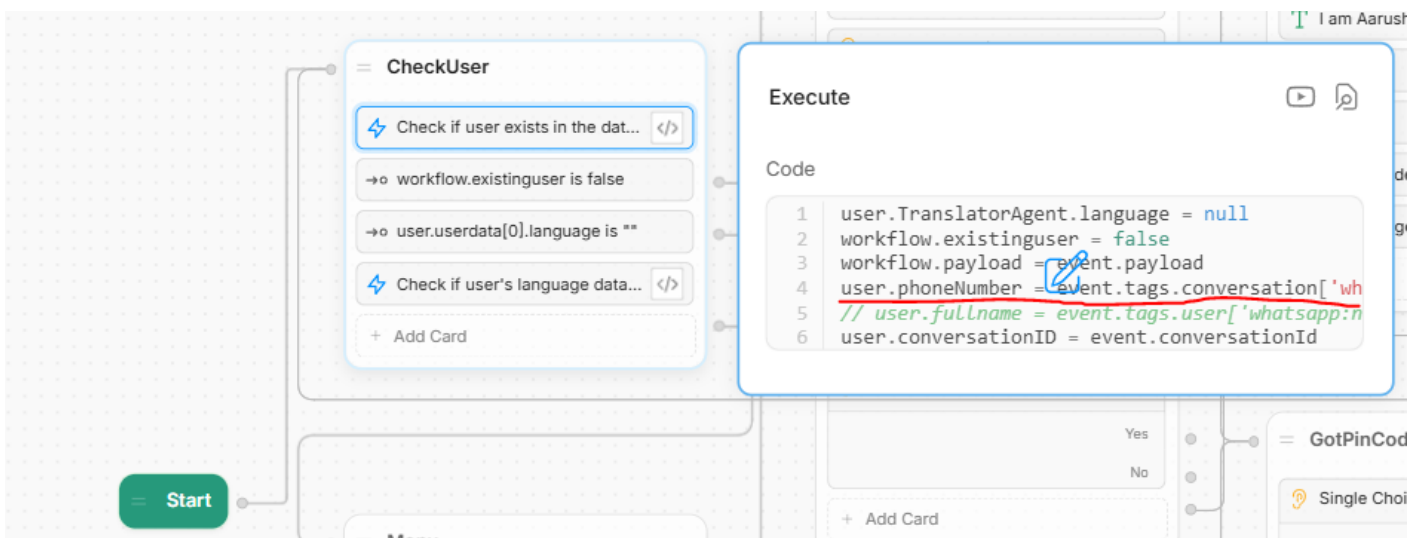 I am Aarush
CheckUser
Check if user exists in the dat... </>
workflow.existinguser is false
user.userdata[0].language is ""
Check if user's language data... </>
+ Add Card
Execute
Code
1 user.TranslatorAgent.language = null
2 workflow.existinguser = false
3 workflow.payload = event.payload
4 user.phoneNumber = event.tags.conversation['wh
5 // user.fullname = event.tags.user['whatsapp:n
6 user.conversationID = event.conversationId
Start
Yes
No
+ Add Card
GotPinCod
Single Choi